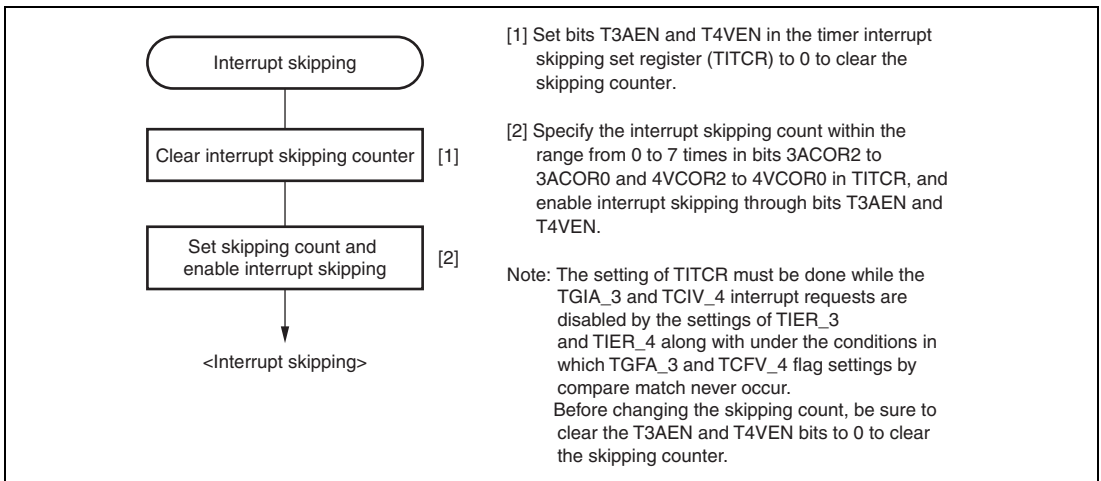 Interrupt skipping
Clear interrupt skipping counter
[1]
Set skipping count and
enable interrupt skipping
[2]
<Interrupt skipping>
[1] Set bits T3AEN and T4VEN in the timer interrupt
skipping set register (TITCR) to 0 to clear the
skipping counter.
[2] Specify the interrupt skipping count within the
range from 0 to 7 times in bits 3ACOR2 to
3ACOR0 and 4VCOR2 to 4VCOR0 in TITCR, and
enable interrupt skipping through bits T3AEN and
T4VEN.
Note: The setting of TITCR must be done while the
TGIA_3 and TCIV_4 interrupt requests are
disabled by the settings of TIER_3
and TIER_4 along with under the conditions in
which TGFA_3 and TCFV_4 flag settings by
compare match never occur.
Before changing the skipping count, be sure to
clear the T3AEN and T4VEN bits to 0 to clear
the skipping counter.